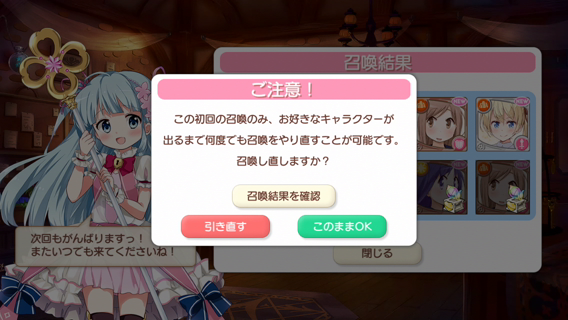 召喚結果
ご注意！
この初回の召喚のみ、お好きなキャラクターが
出るまで何度でも召喚をやり直すことが可能です。
召喚し直しますか？
召喚結果を確認
引き直す
このままOK
次回もがんばりますっ！
またいつでも来てくださいね！
閉じる
NEW
NEW